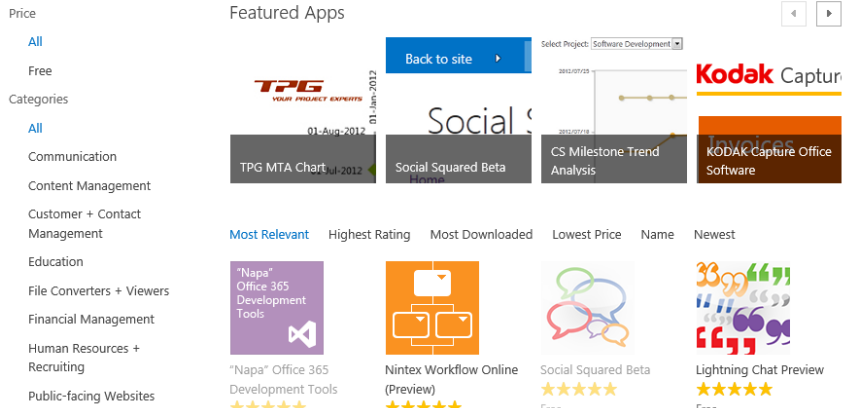 Price
All
Free
Categories
All
Communication
Content Management
Customer + Contact
Management
Education
File Converters + Viewers
Financial Management
Human Resources +
Recruiting
Public-facing Websites
Featured Apps
TPG
YOUR PROJECT EXPERTS
01-Jan-2012
01-Aug-2012
01-Jul-2012
TPG MTA Chart
Back to site
Social S
Home
Social Squared Beta
Select Project: Software Development
2012/07/25
2012/07/18
CS Milestone Trend
Analysis
Kodak Captur
Invoices
KODAK Capture Office
Software
Most Relevant Highest Rating Most Downloaded Lowest Price Name Newest
"Napa"
Office 365
Development
Tools
"Napa" Office 365
Development Tools
Nintex Workflow Online
(Preview)
Social Squared Beta
Free
Lightning Chat Preview
Free